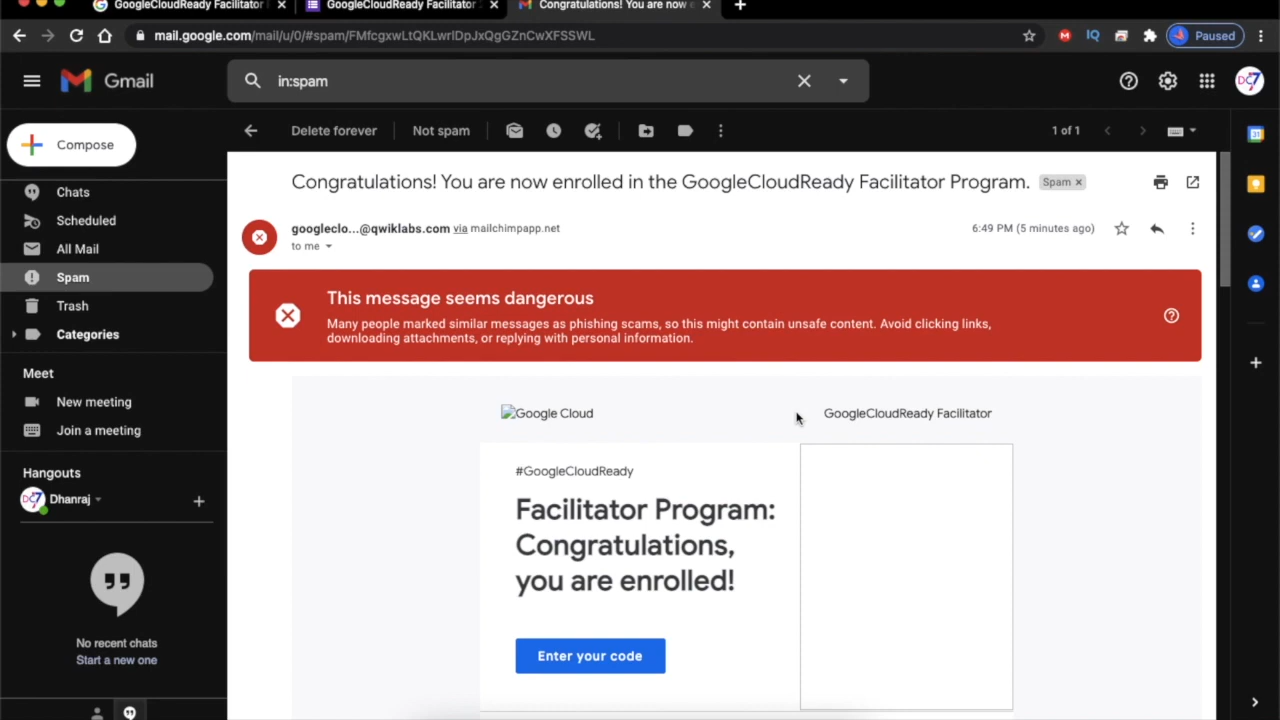 GoogleCloudReady Facilitator
GoogleCloudReady Facilitator
Congratulations! You are now e
mail.google.com/mail/u/0/#spam/FMfcgxwLtQKLwrlDpJxQgGZnCwXFSSWL
IQ
Paused
Gmail
in:spam
DC7
Compose
Delete forever
Not spam
1 of 1
31
Chats
Scheduled
All Mail
Spam
Trash
Categories
Meet
New meeting
Join a meeting
Hangouts
DC7
Dhanraj
No recent chats
Start a new one
Congratulations! You are now enrolled in the GoogleCloudReady Facilitator Program.
Spam ×
googleclo...@qwiklabs.com via mailchimpapp.net
6:49 PM (5 minutes ago)
to me
This message seems dangerous
Many people marked similar messages as phishing scams, so this might contain unsafe content. Avoid clicking links,
downloading attachments, or replying with personal information.
Google Cloud
GoogleCloudReady Facilitator
#GoogleCloudReady
Facilitator Program:
Congratulations,
you are enrolled!
Enter your code